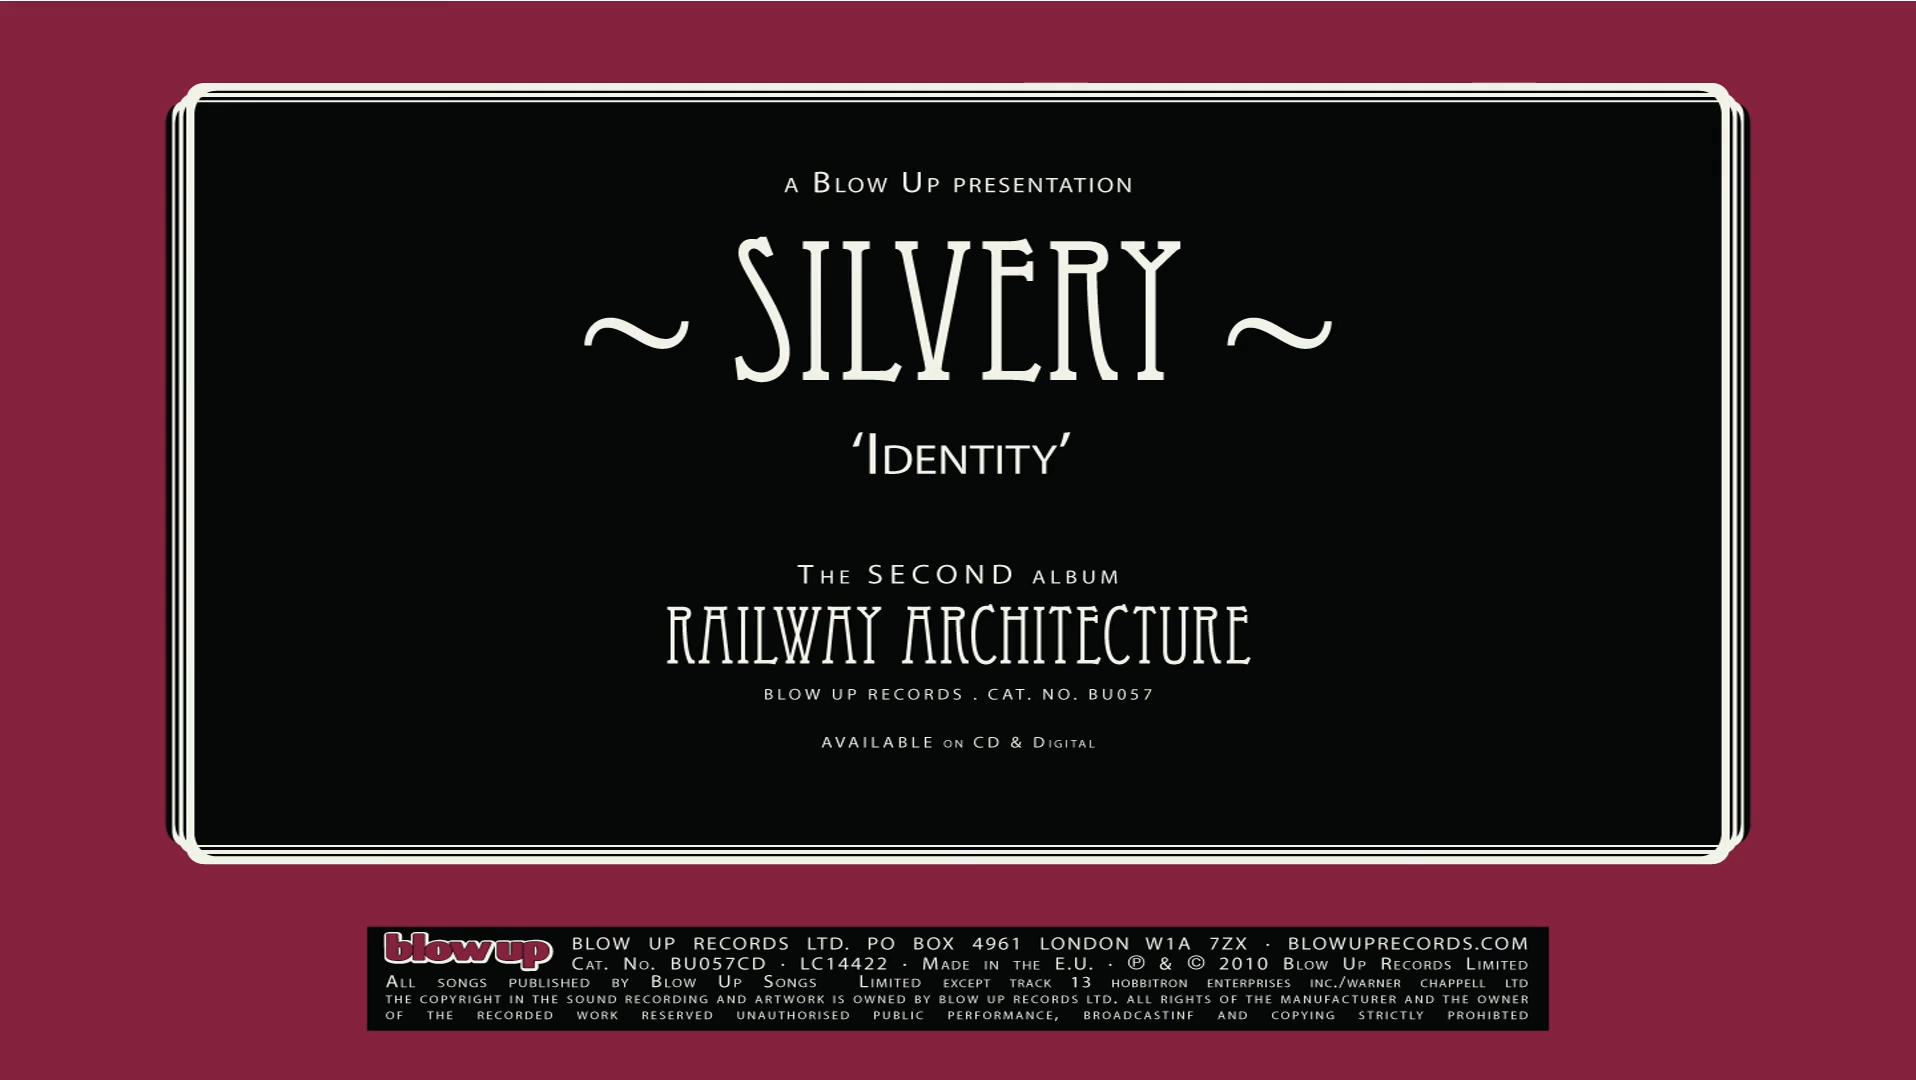 a Blow Up presentation
~ SILVERY ~
‘Identity’
The SECOND album
RAILWAY ARCHITECTURE
BLOW UP RECORDS . CAT. NO. BU057
AVAILABLE on CD & Digital
blow up
BLOW UP RECORDS LTD. PO BOX 4961 LONDON W1A 7ZX · BLOWUPRECORDS.COM
Cat. No. BU057CD · LC14422 · Made in the E.U. · ℗ & © 2010 Blow Up Records Limited
All songs published by Blow Up Songs Limited except track 13 hobbitron enterprises inc./warner chappell ltd
the copyright in the sound recording and artwork is owned by blow up records ltd. all rights of the manufacturer and the owner
of the recorded work reserved unauthorised public performance, broadcastinf and copying strictly prohibted